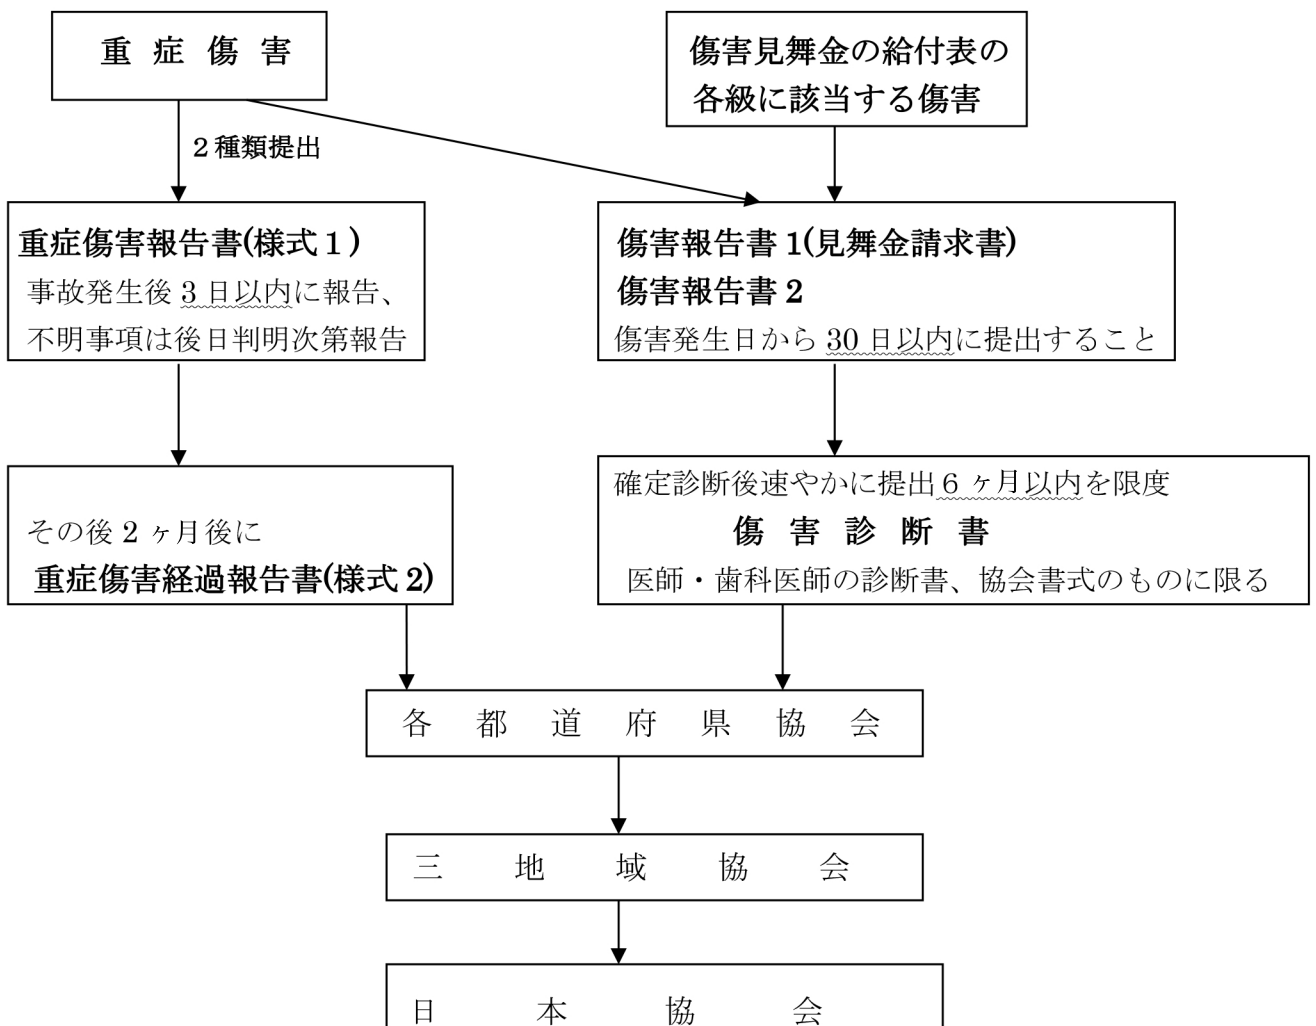 重症傷害
傷害見舞金の給付表の
各級に該当する傷害
２種類提出
重症傷害報告書(様式１)
事故発生後３日以内に報告、
不明事項は後日判明次第報告
傷害報告書1(見舞金請求書)
傷害報告書2
傷害発生日から30日以内に提出すること
その後2ヶ月後に
重症傷害経過報告書(様式2)
確定診断後速やかに提出６ヶ月以内を限度
傷害診断書
医師・歯科医師の診断書、協会書式のものに限る
各都道府県協会
三地域協会
日本協会